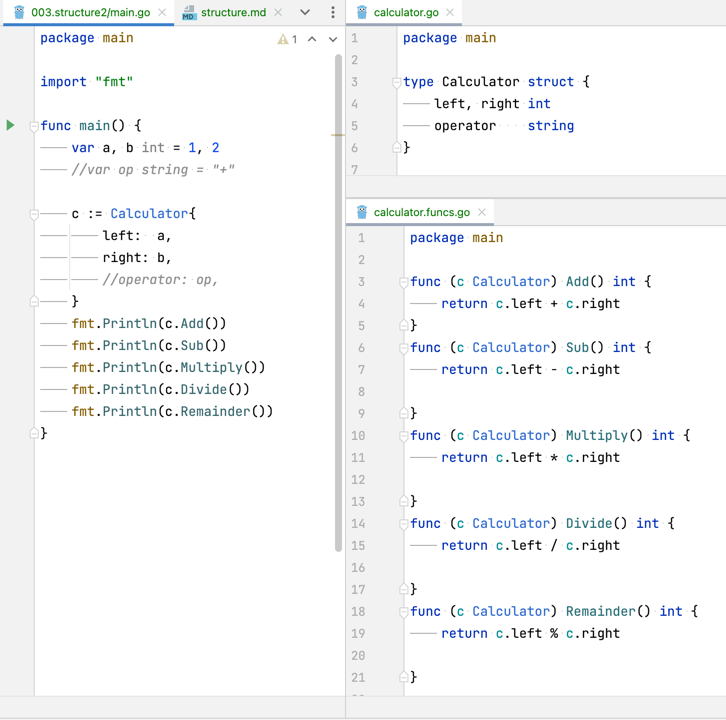 003.structure2/main.go
MD structure.md
package main
1
import "fmt"
func main() {
var a, b int = 1, 2
//var op string = "+"
c := Calculator{
left: a,
right: b,
//operator: op,
}
fmt.Println(c.Add())
fmt.Println(c.Sub())
fmt.Println(c.Multiply())
fmt.Println(c.Divide())
fmt.Println(c.Remainder())
}
calculator.go
1 package main
2
3 type Calculator struct {
4 left, right int
5 operator string
6 }
7
calculator.funcs.go
1 package main
2
3 func (c Calculator) Add() int {
4 return c.left + c.right
5 }
6 func (c Calculator) Sub() int {
7 return c.left - c.right
8
9 }
10 func (c Calculator) Multiply() int {
11 return c.left * c.right
12
13 }
14 func (c Calculator) Divide() int {
15 return c.left / c.right
16
17 }
18 func (c Calculator) Remainder() int {
19 return c.left % c.right
20
21 }